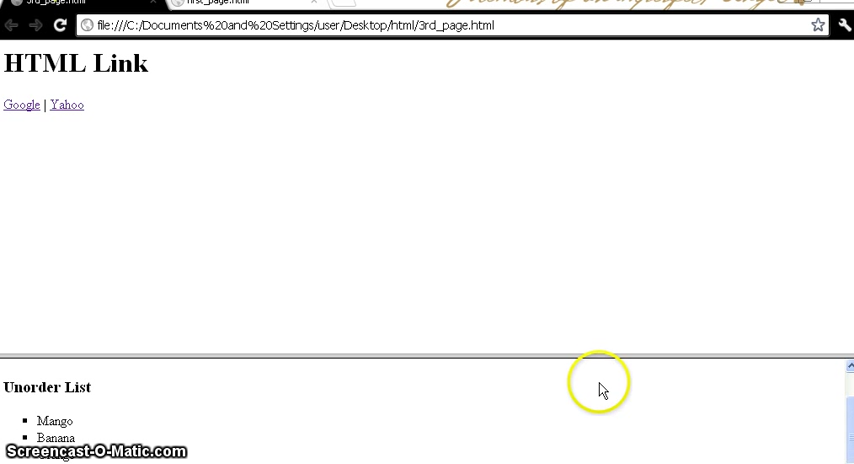 3rd_page.html
first_page.html
file:///C:/Documents%20and%20Settings/user/Desktop/html/3rd_page.html
HTML Link
Google | Yahoo
Unorder List
Mango
Banana
Screencast-O-Matic.com